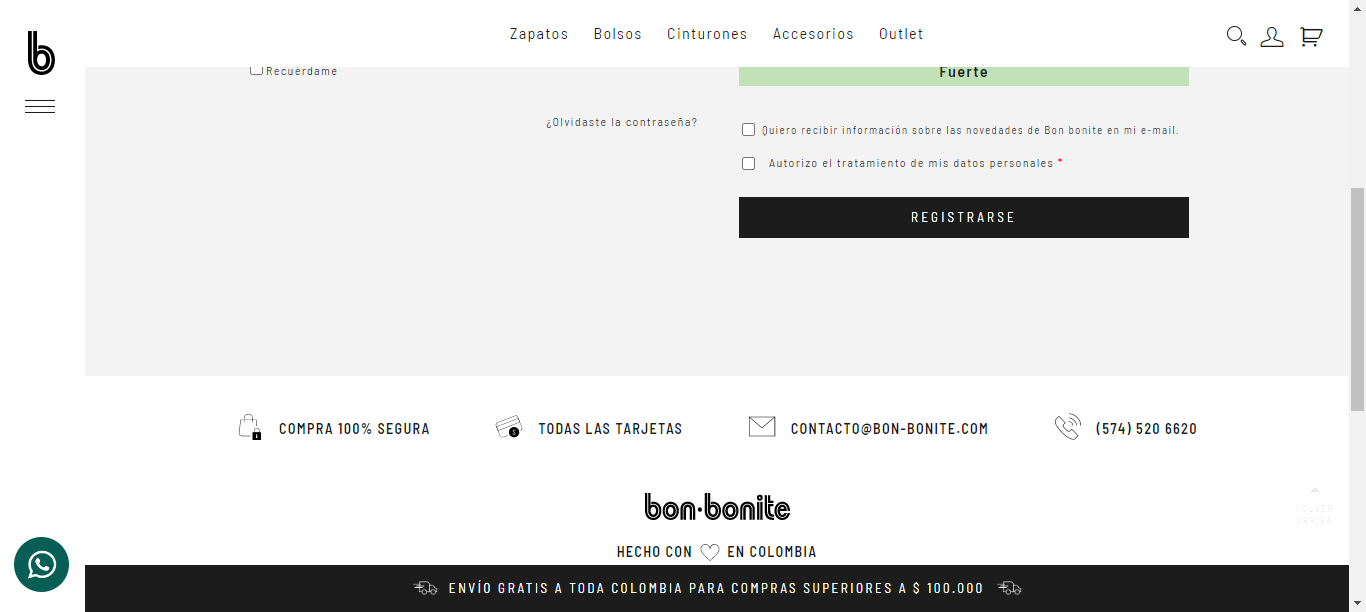 b
Zapatos Bolsos Cinturones Accesorios Outlet
Recuérdame
Fuerte
¿Olvidaste la contraseña?
Quiero recibir información sobre las novedades de Bon bonite en mi e-mail.
Autorizo el tratamiento de mis datos personales *
REGISTRARSE
COMPRA 100% SEGURA
TODAS LAS TARJETAS
CONTACTO@BON-BONITE.COM
(574) 520 6620
VOLVER
ARRIBA
bon·bonite
HECHO CON EN COLOMBIA
ENVÍO GRATIS A TODA COLOMBIA PARA COMPRAS SUPERIORES A $ 100.000